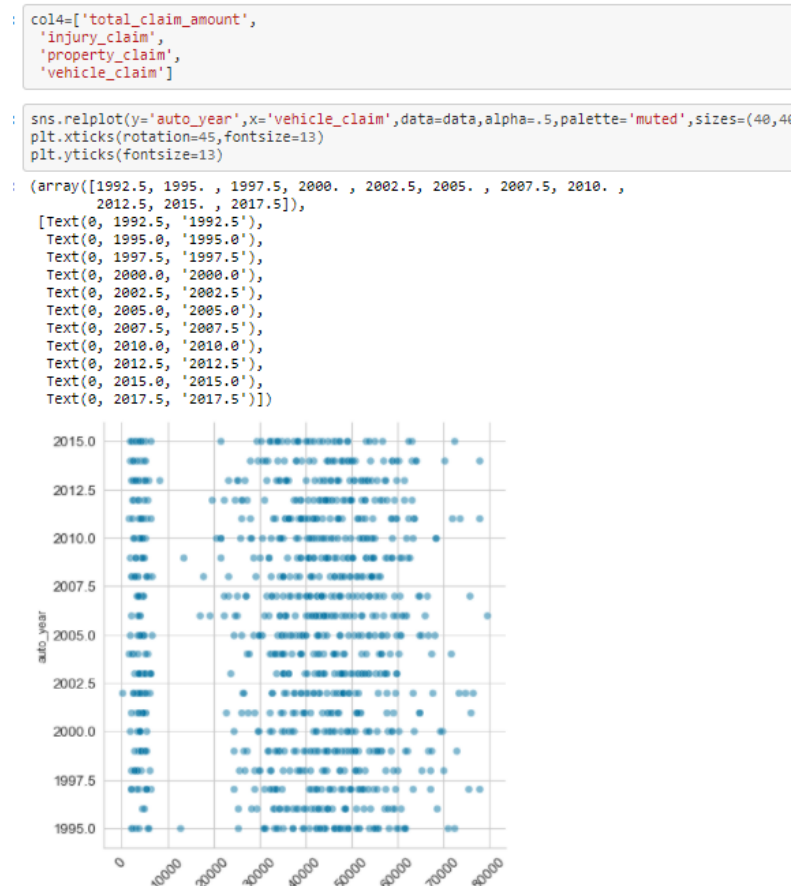 col4=['total_claim_amount',
'injury_claim',
'property_claim',
'vehicle_claim']
sns.relplot(y='auto_year',x='vehicle_claim',data=data,alpha=.5,palette='muted',sizes=(40,40
plt.xticks(rotation=45,fontsize=13)
plt.yticks(fontsize=13)
(array([1992.5, 1995. , 1997.5, 2000. , 2002.5, 2005. , 2007.5, 2010. ,
2012.5, 2015. , 2017.5]),
[Text(0, 1992.5, '1992.5'),
Text(0, 1995.0, '1995.0'),
Text(0, 1997.5, '1997.5'),
Text(0, 2000.0, '2000.0'),
Text(0, 2002.5, '2002.5'),
Text(0, 2005.0, '2005.0'),
Text(0, 2007.5, '2007.5'),
Text(0, 2010.0, '2010.0'),
Text(0, 2012.5, '2012.5'),
Text(0, 2015.0, '2015.0'),
Text(0, 2017.5, '2017.5')])
2015.0
2012.5
2010.0
2007.5
auto_year
2005.0
2002.5
2000.0
1997.5
1995.0
0 10000 20000 30000 40000 50000 60000 70000 80000